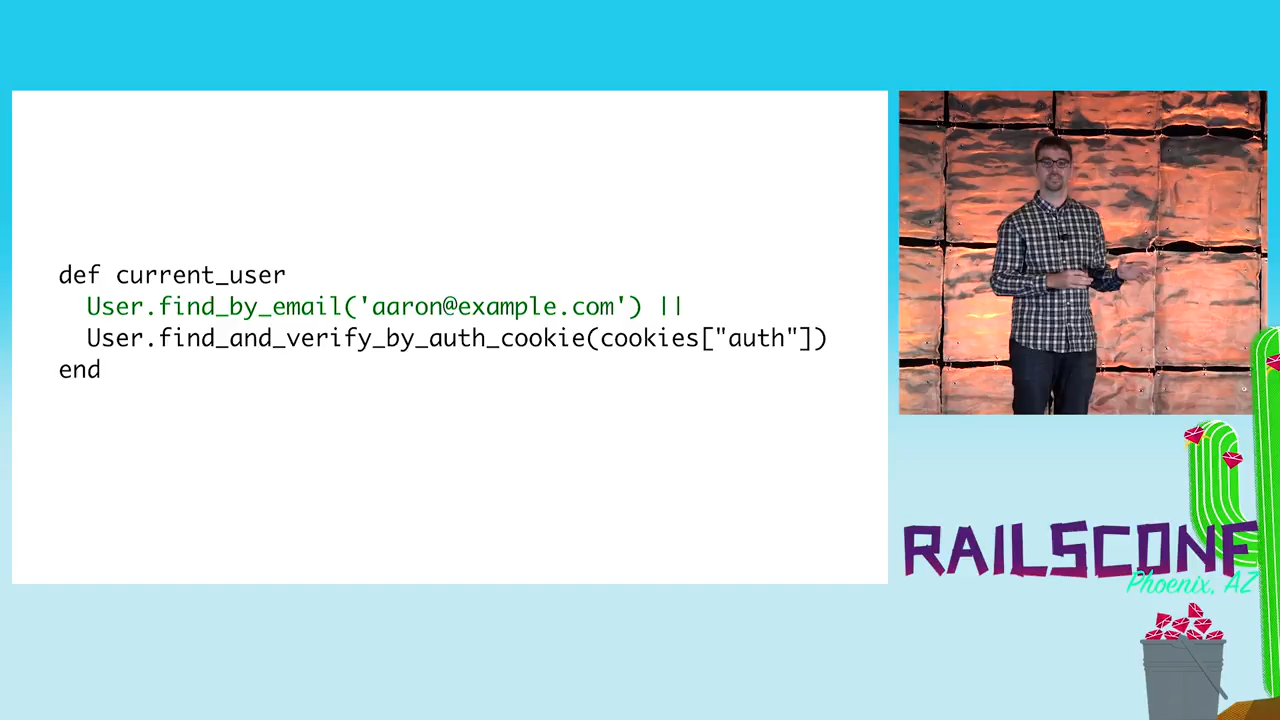 def current_user
  User.find_by_email('aaron@example.com') ||
  User.find_and_verify_by_auth_cookie(cookies["auth"])
end
RAILSCONF
Phoenix, AZ